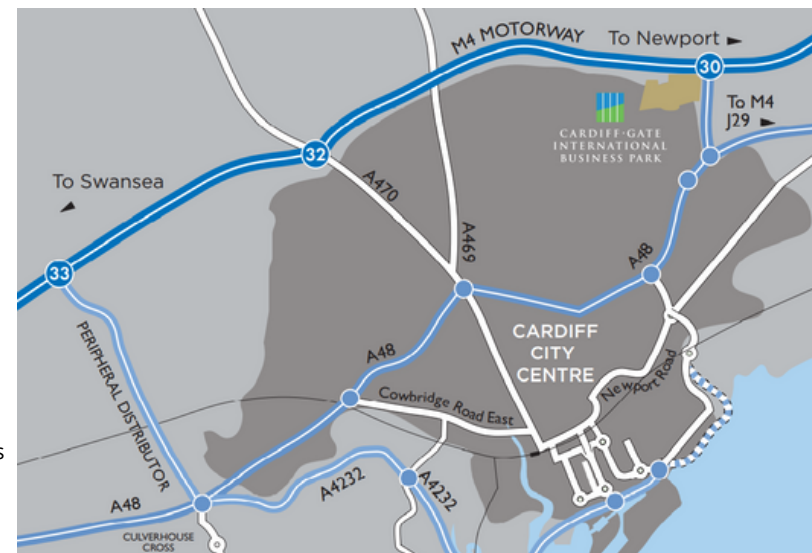 M4 MOTORWAY
To Newport
30
To M4
J29
CARDIFF·GATE
INTERNATIONAL
BUSINESS PARK
32
To Swansea
A470
A469
33
A48
CARDIFF
CITY
CENTRE
PERIPHERAL DISTRIBUTOR
A48
Cowbridge Road East
Newport Road
s
A48
A4232
A4232
CULVERHOUSE
CROSS